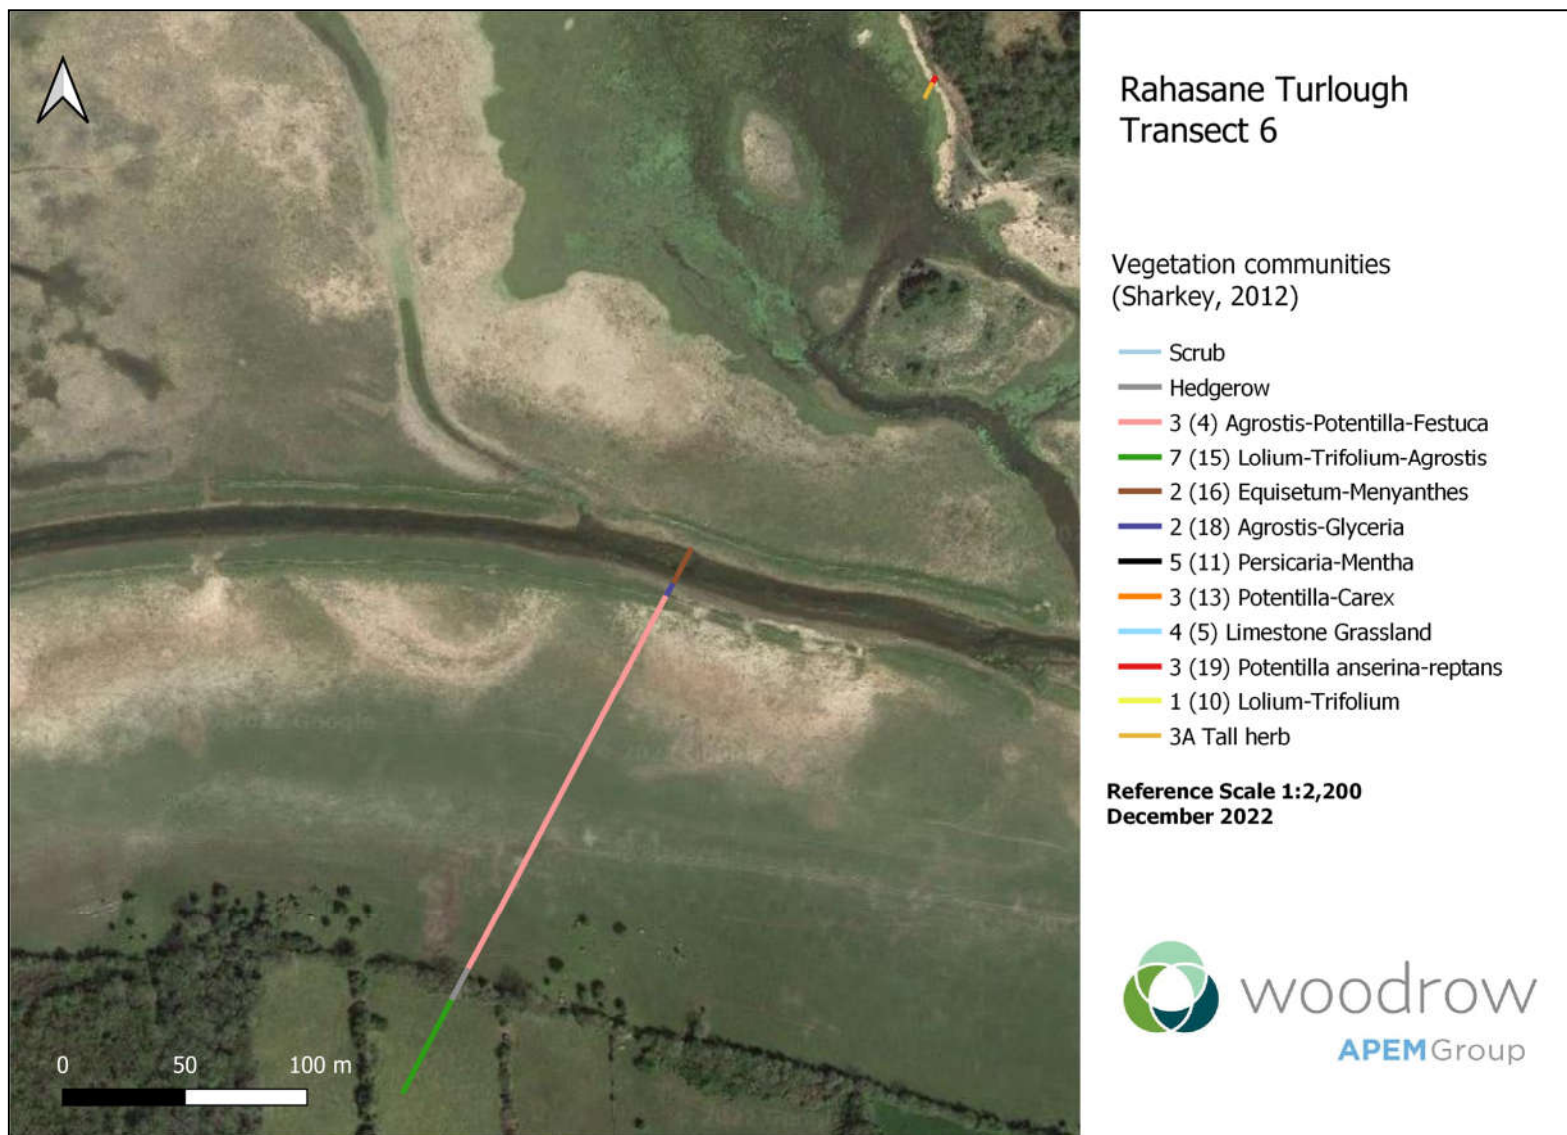 Rahasane Turlough
Transect 6
Vegetation communities
(Sharkey, 2012)
Scrub
Hedgerow
3 (4) Agrostis-Potentilla-Festuca
7 (15) Lolium-Trifolium-Agrostis
2 (16) Equisetum-Menyanthes
2 (18) Agrostis-Glyceria
5 (11) Persicaria-Mentha
3 (13) Potentilla-Carex
4 (5) Limestone Grassland
3 (19) Potentilla anserina-reptans
1 (10) Lolium-Trifolium
3A Tall herb
Reference Scale 1:2,200
December 2022
woodrow
APEM Group
0 50 100 m